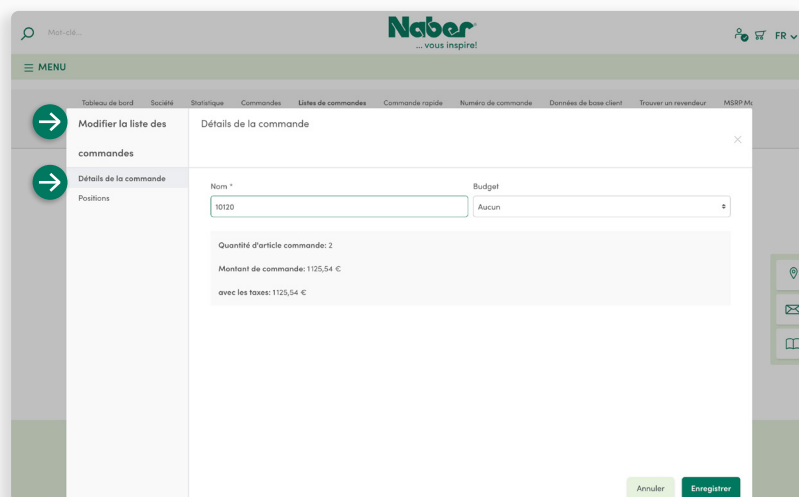 Mot-clé...
Naber
... vous inspire!
FR
MENU
Tableau de bord Société Statistique Commandes Listes de commandes Commande rapide Numéro de commande Données de base client Trouver un revendeur MSRP Mo
Modifier la liste des
commandes
Détails de la commande
Détails de la commande
Positions
Nom *
Budget
10120
Aucun
Quantité d'article commande: 2
Montant de commande: 1125,54 €
avec les taxes: 1125,54 €
Annuler
Enregistrer